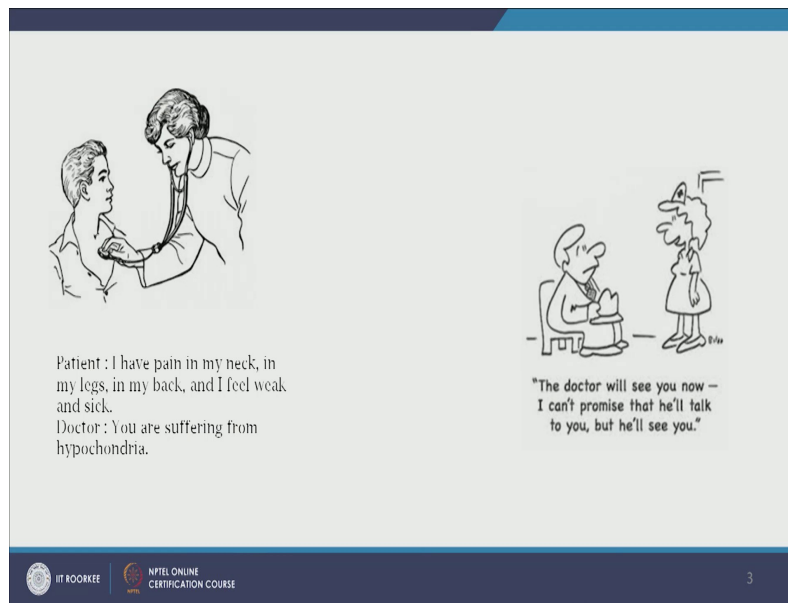 Patient : I have pain in my neck, in
my legs, in my back, and I feel weak
and sick.
Doctor : You are suffering from
hypochondria.
"The doctor will see you now –
I can't promise that he'll talk
to you, but he'll see you."
IIT ROORKEE
NPTEL ONLINE
CERTIFICATION COURSE
NPTEL
3